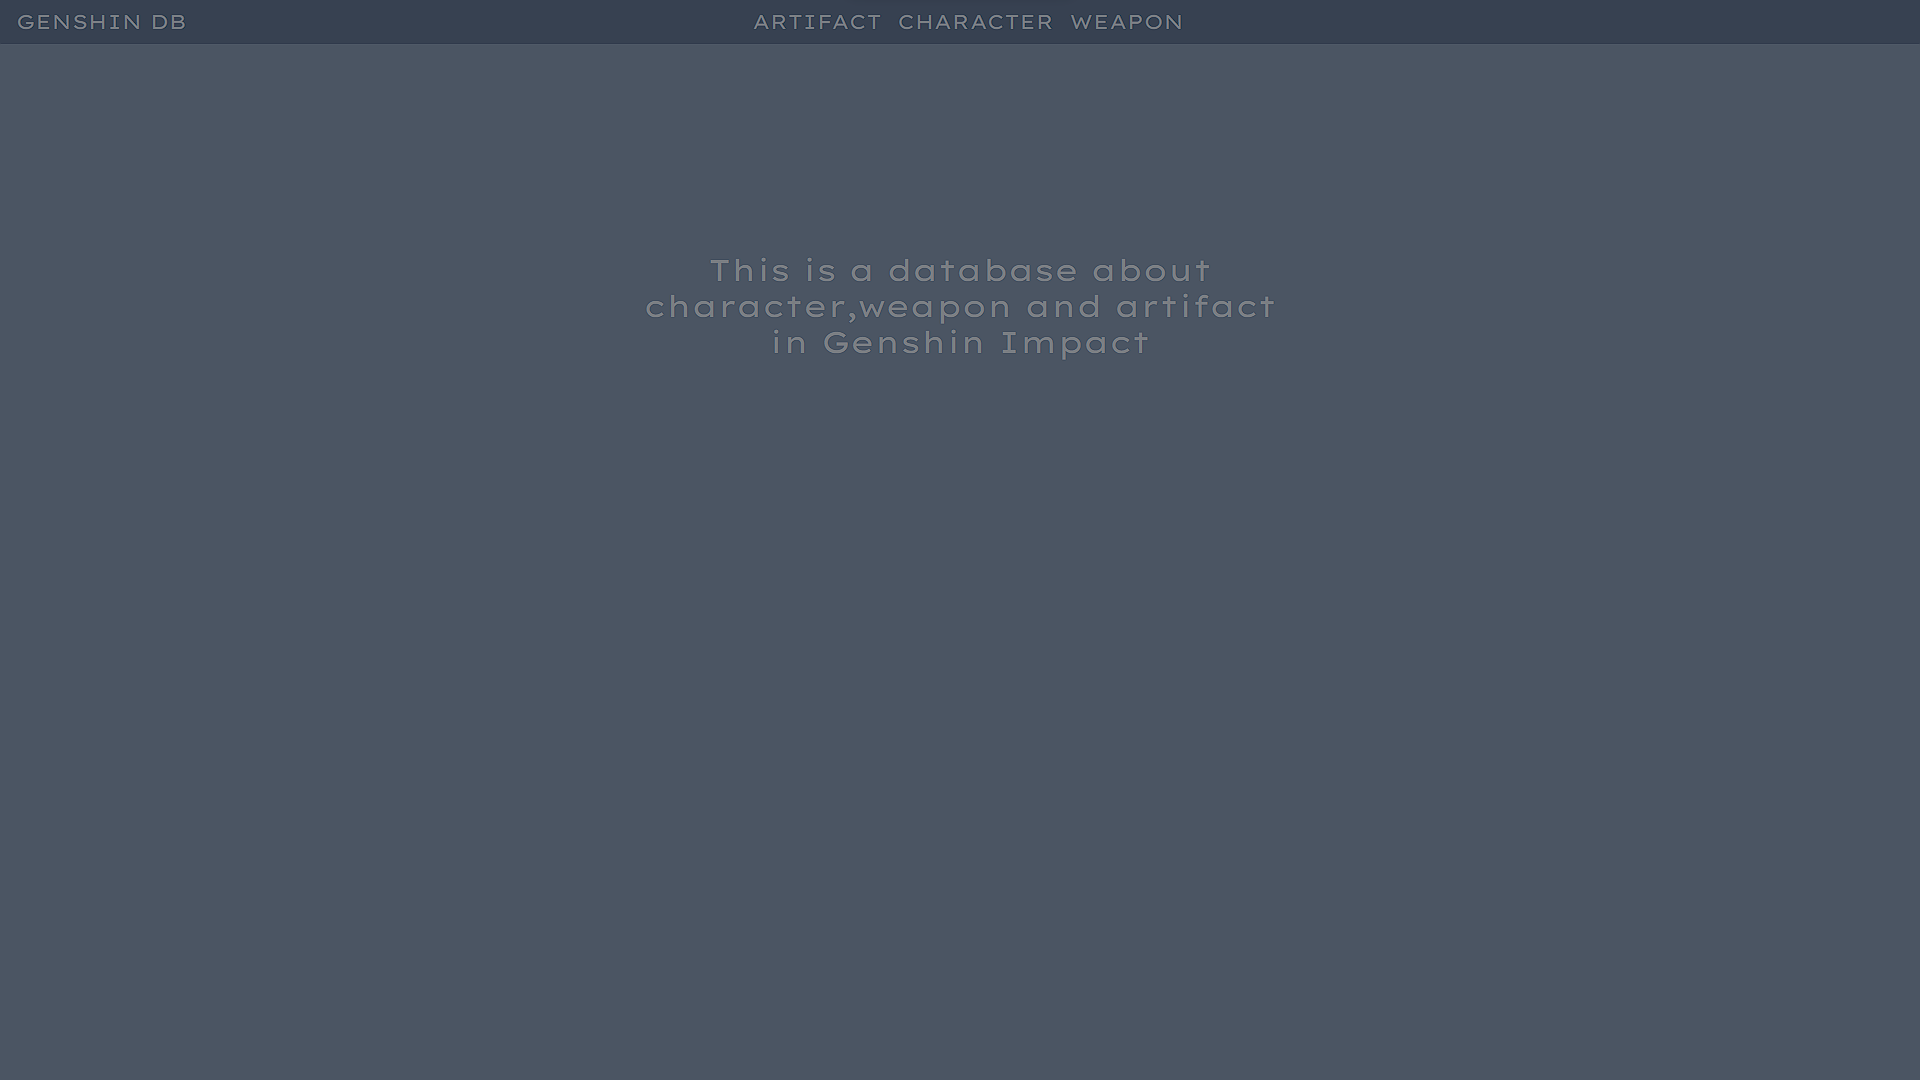 GENSHIN DB
ARTIFACT CHARACTER WEAPON
This is a database about
character,weapon and artifact
in Genshin Impact